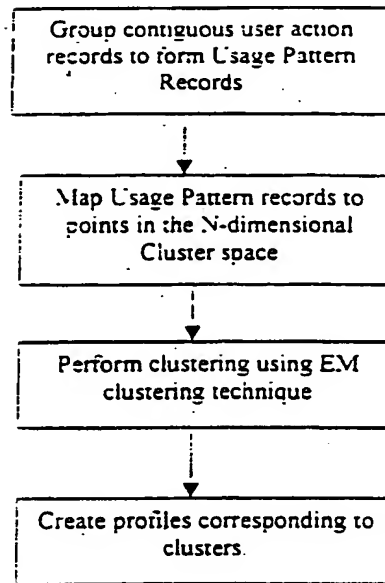 Group contiguous user action
records to form Usage Pattern
Records
Map Usage Pattern records to
points in the N-dimensional
Cluster space
Perform clustering using EM
clustering technique
Create profiles corresponding to
clusters.